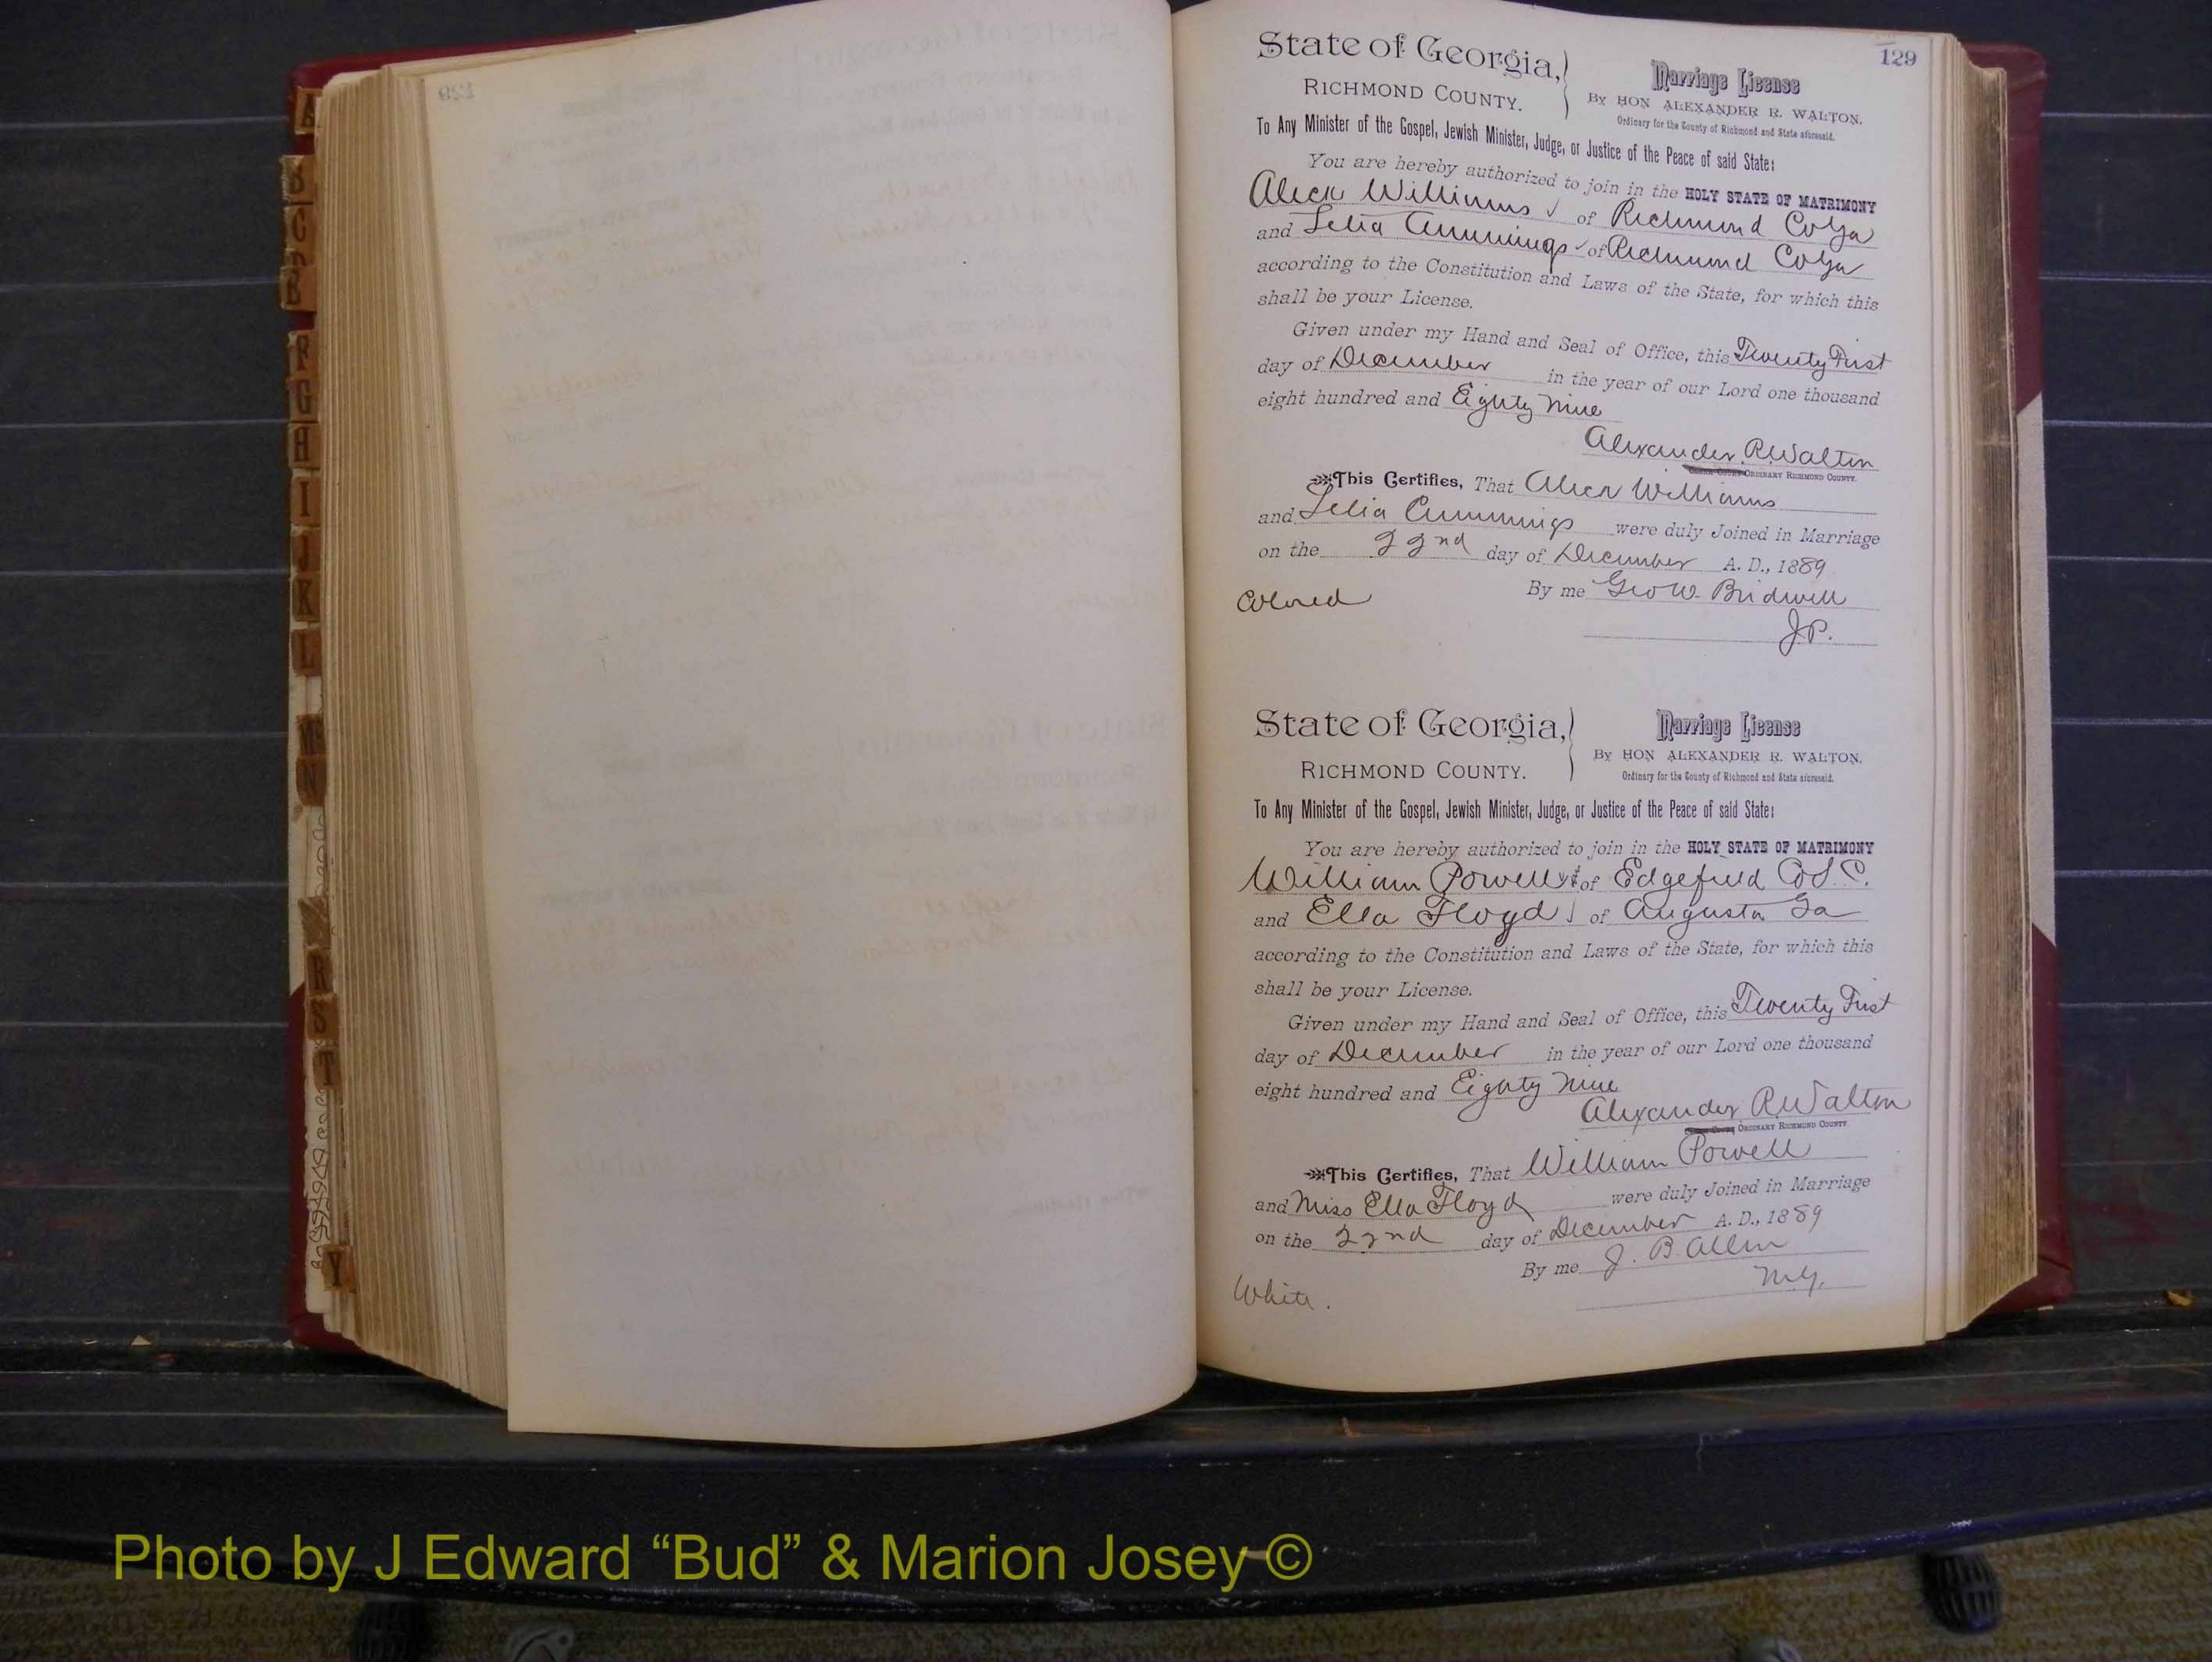 129
State of Georgia,
RICHMOND COUNTY.
Marriage License
By HON ALEXANDER R. WALTON,
Ordinary for the County of Richmond and State aforesaid.
To Any Minister of the Gospel, Jewish Minister, Judge, or Justice of the Peace of said State:
You are hereby authorized to join in the HOLY STATE OF MATRIMONY
Aleck Williams of Richmond Co Ga
and Lelia Cummings of Richmond Co Ga
according to the Constitution and Laws of the State, for which this
shall be your License.
Given under my Hand and Seal of Office, this Twenty First
day of December in the year of our Lord one thousand
eight hundred and Eighty Nine
Alexander R. Walton
ORDINARY RICHMOND COUNTY.
This Certifies, That Aleck Williams
and Lelia Cummings were duly Joined in Marriage
on the 22nd day of December A. D., 1889
By me Geo W. Bridwell
Colored
J.P.
State of Georgia,
RICHMOND COUNTY.
Marriage License
By HON ALEXANDER R. WALTON,
Ordinary for the County of Richmond and State aforesaid.
To Any Minister of the Gospel, Jewish Minister, Judge, or Justice of the Peace of said State:
You are hereby authorized to join in the HOLY STATE OF MATRIMONY
William Powell of Edgefield Co S.C.
and Ella Floyd of Augusta Ga
according to the Constitution and Laws of the State, for which this
shall be your License.
Given under my Hand and Seal of Office, this Twenty First
day of December in the year of our Lord one thousand
eight hundred and Eighty Nine
Alexander R. Walton
ORDINARY RICHMOND COUNTY.
This Certifies, That William Powell
and Miss Ella Floyd were duly Joined in Marriage
on the 22nd day of December A. D., 1889
By me J. B. Allen
M.G.
White.
A
B
C
F
G
H
I
J
K
L
N
R
S
T
Y
Photo by J Edward “Bud” & Marion Josey ©